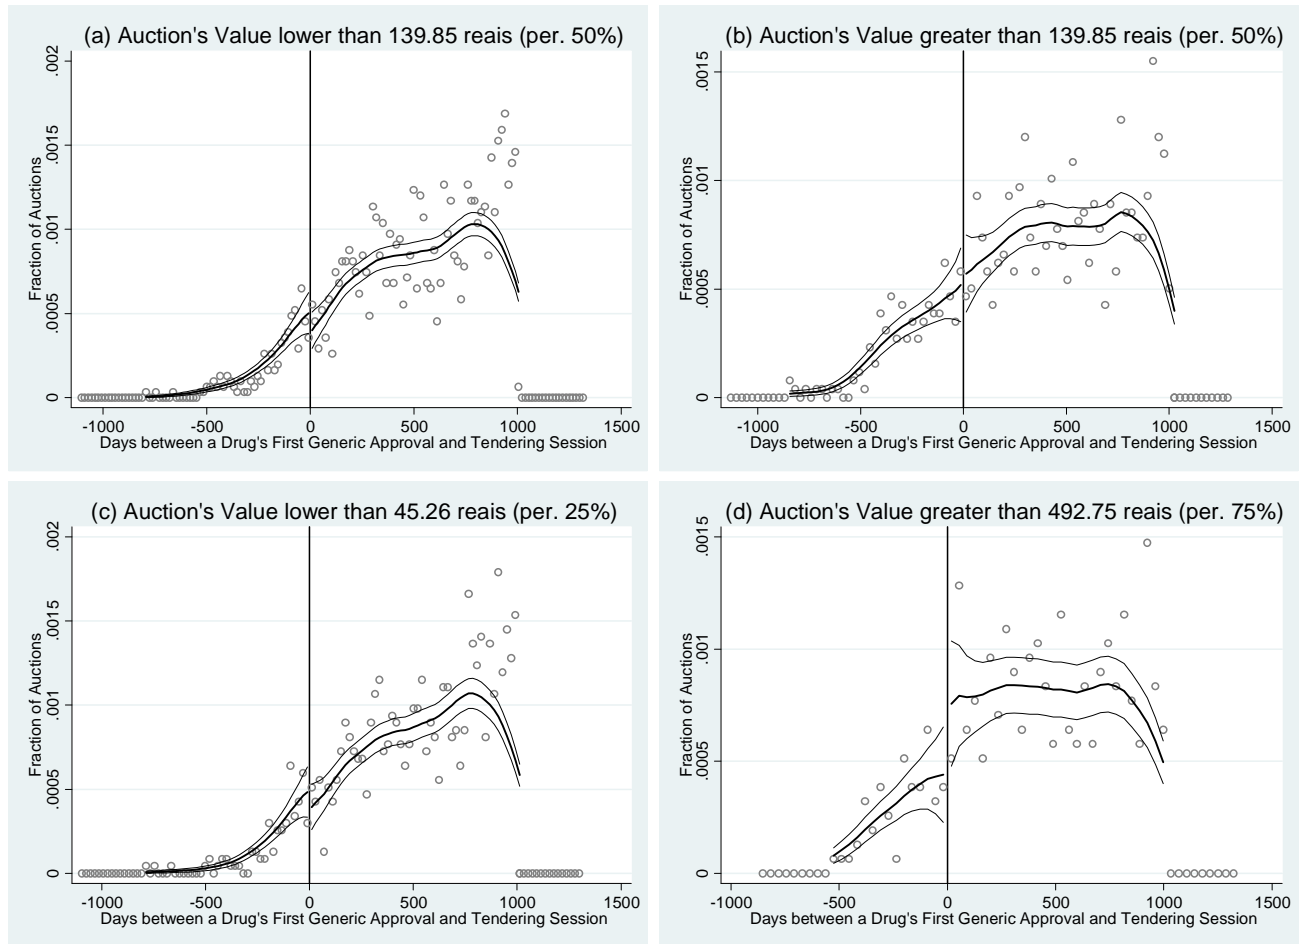 (a) Auction's Value lower than 139.85 reais (per. 50%)
Fraction of Auctions
.002
.0015
.001
.0005
0
-1000 -500 0 500 1000 1500
Days between a Drug's First Generic Approval and Tendering Session
(b) Auction's Value greater than 139.85 reais (per. 50%)
Fraction of Auctions
.0015
.001
.0005
0
-1000 -500 0 500 1000 1500
Days between a Drug's First Generic Approval and Tendering Session
(c) Auction's Value lower than 45.26 reais (per. 25%)
Fraction of Auctions
.002
.0015
.001
.0005
0
-1000 -500 0 500 1000 1500
Days between a Drug's First Generic Approval and Tendering Session
(d) Auction's Value greater than 492.75 reais (per. 75%)
Fraction of Auctions
.0015
.001
.0005
0
-1000 -500 0 500 1000 1500
Days between a Drug's First Generic Approval and Tendering Session